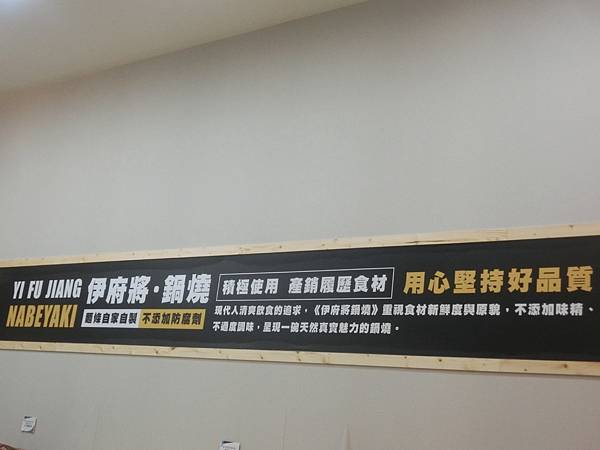 YI FU JIANG
NABEYAKI
伊府將·鍋燒
麵條自家自製 不添加防腐劑
積極使用 產銷履歷食材
用心堅持好品質
現代人清爽飲食的追求，《伊府將鍋燒》重視食材新鮮度與原貌，不添加味精、
不過度調味，呈現一碗天然真實魅力的鍋燒。